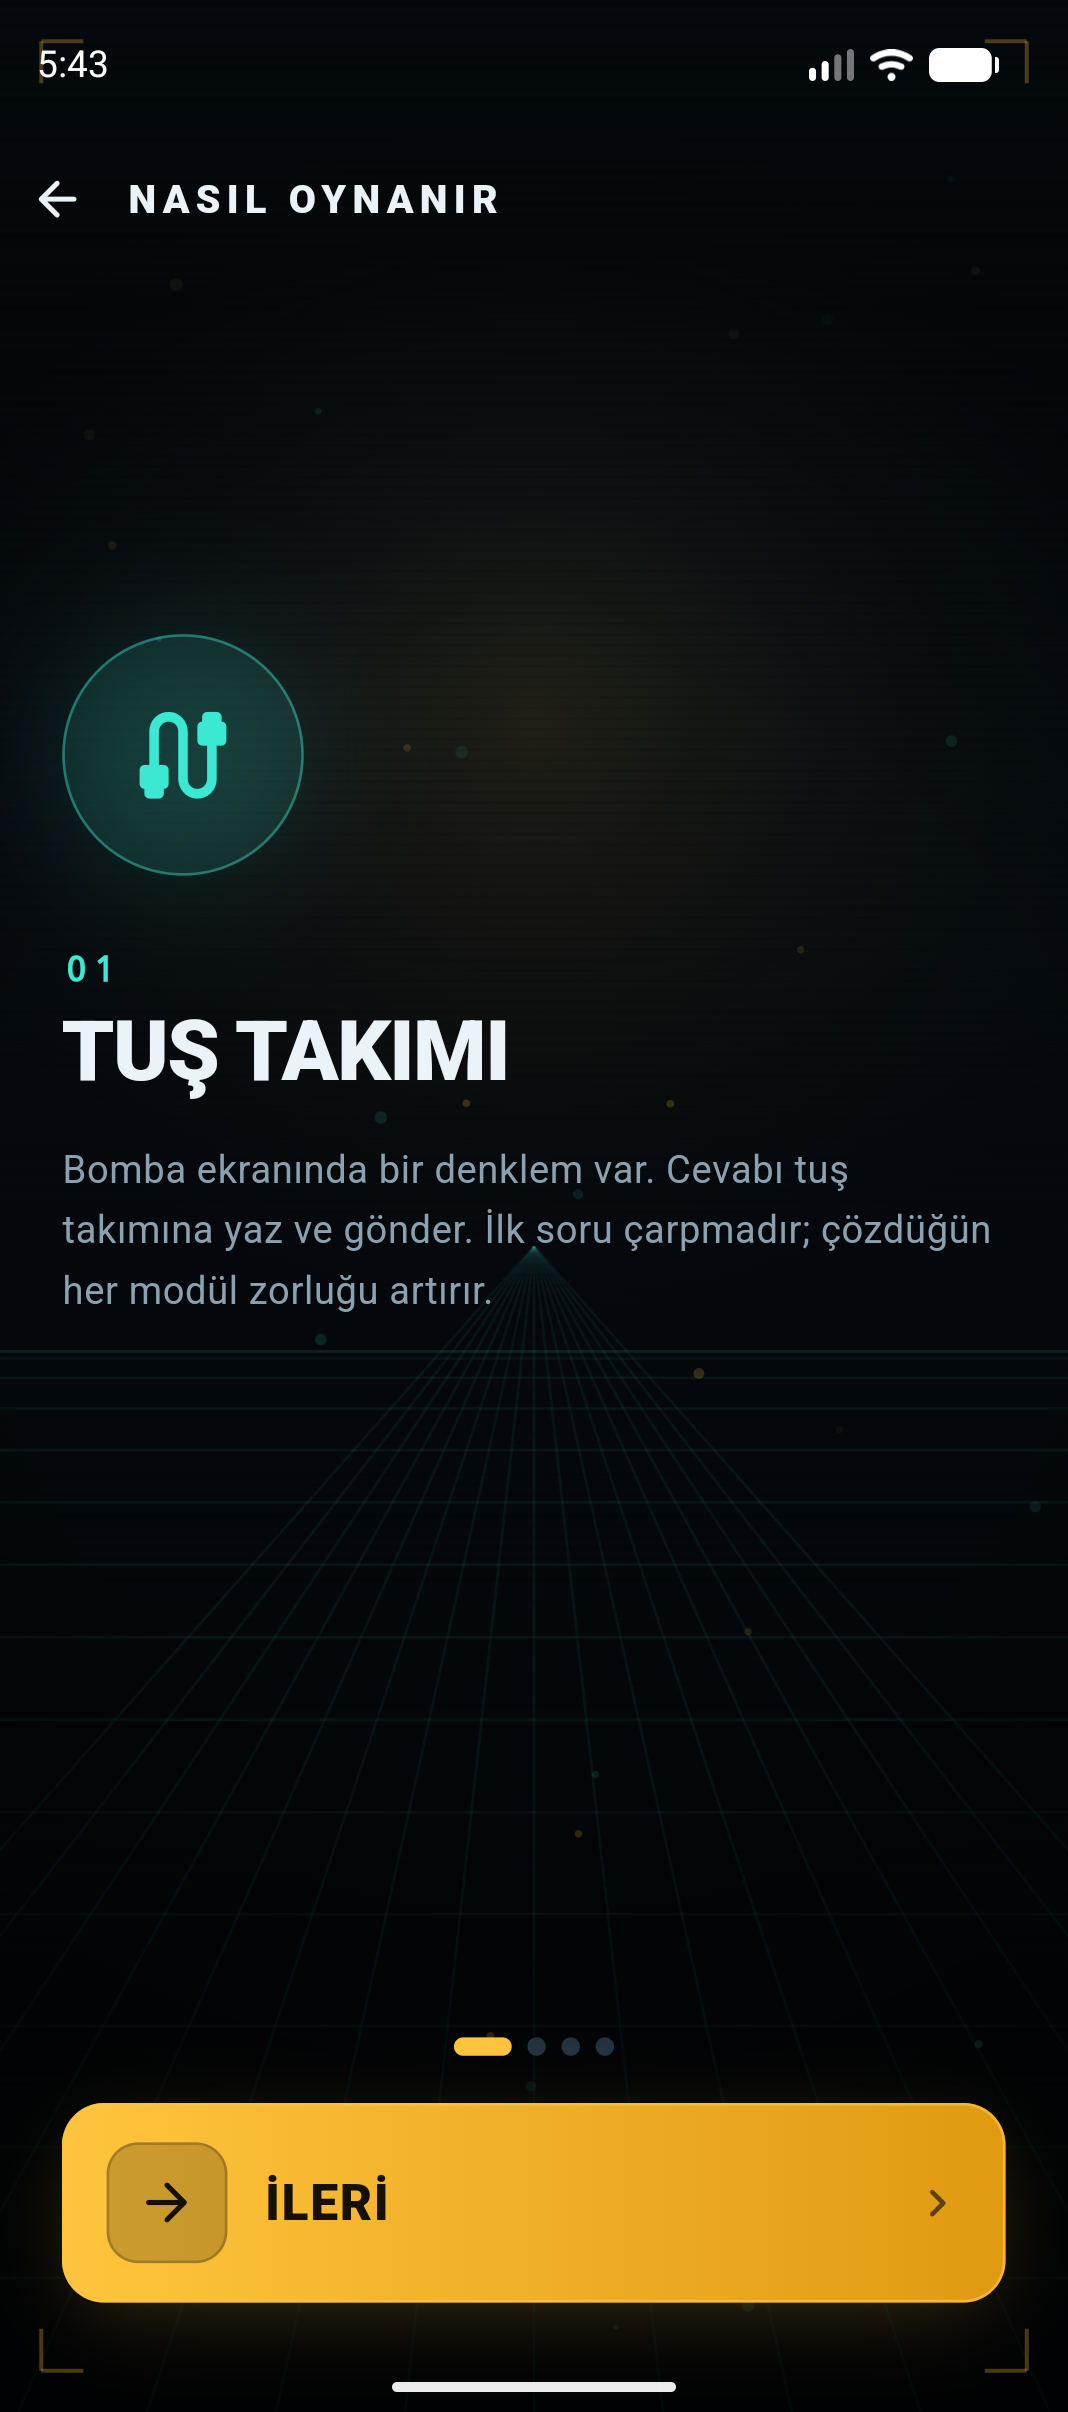 5:43
NASIL OYNANIR
01
TUŞ TAKIMI
Bomba ekranında bir denklem var. Cevabı tuş
takımına yaz ve gönder. İlk soru çarpmadır; çözdüğün
her modül zorluğu artırır.
İLERİ